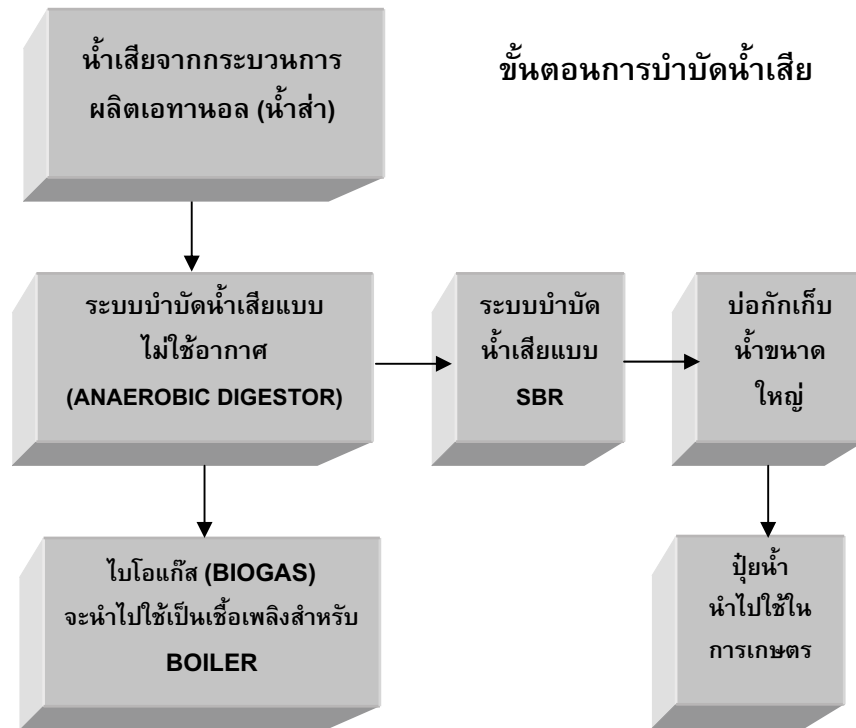 น้ำเสียจากกระบวนการ
ผลิตเอทานอล (น้ำส่า)
ขั้นตอนการบำบัดน้ำเสีย
ระบบบำบัดน้ำเสียแบบ
ไม่ใช้อากาศ
(ANAEROBIC DIGESTOR)
ระบบบำบัด
น้ำเสียแบบ
SBR
บ่อกักเก็บ
น้ำขนาด
ใหญ่
ไบโอแก๊ส (BIOGAS)
จะนำไปใช้เป็นเชื้อเพลิงสำหรับ
BOILER
ปุ๋ยน้ำ
นำไปใช้ใน
การเกษตร